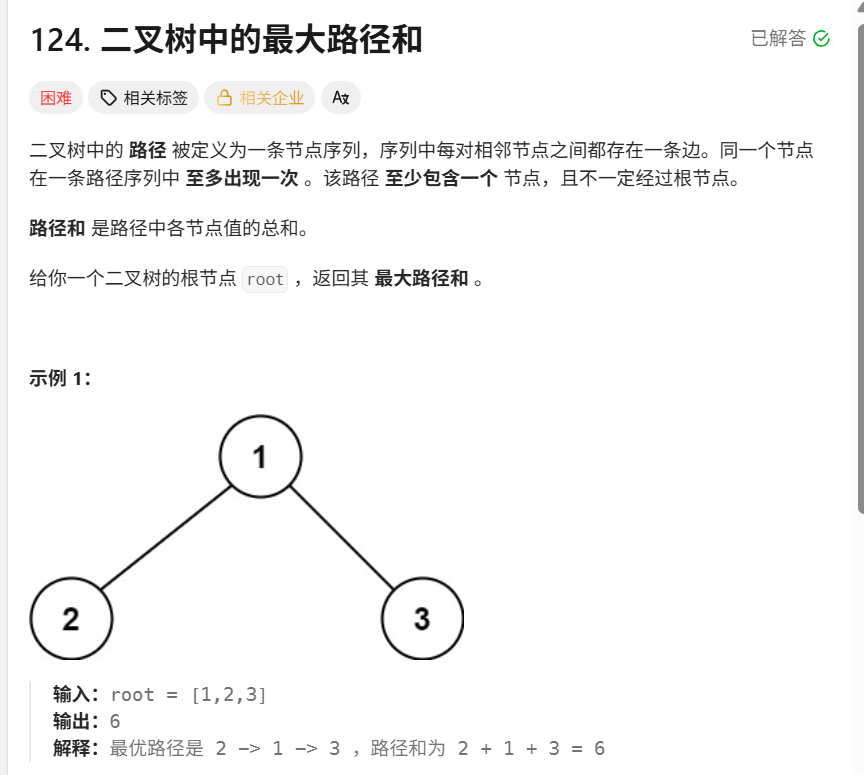 124. 二叉树中的最大路径和
已解答
困难 相关标签 相关企业 Aあ
二叉树中的 路径 被定义为一条节点序列，序列中每对相邻节点之间都存在一条边。同一个节点
在一条路径序列中 至多出现一次 。该路径 至少包含一个 节点，且不一定经过根节点。
路径和 是路径中各节点值的总和。
给你一个二叉树的根节点 root ，返回其 最大路径和 。
示例 1：
1
2 3
输入：root = [1,2,3]
输出：6
解释：最优路径是 2 -> 1 -> 3 ，路径和为 2 + 1 + 3 = 6